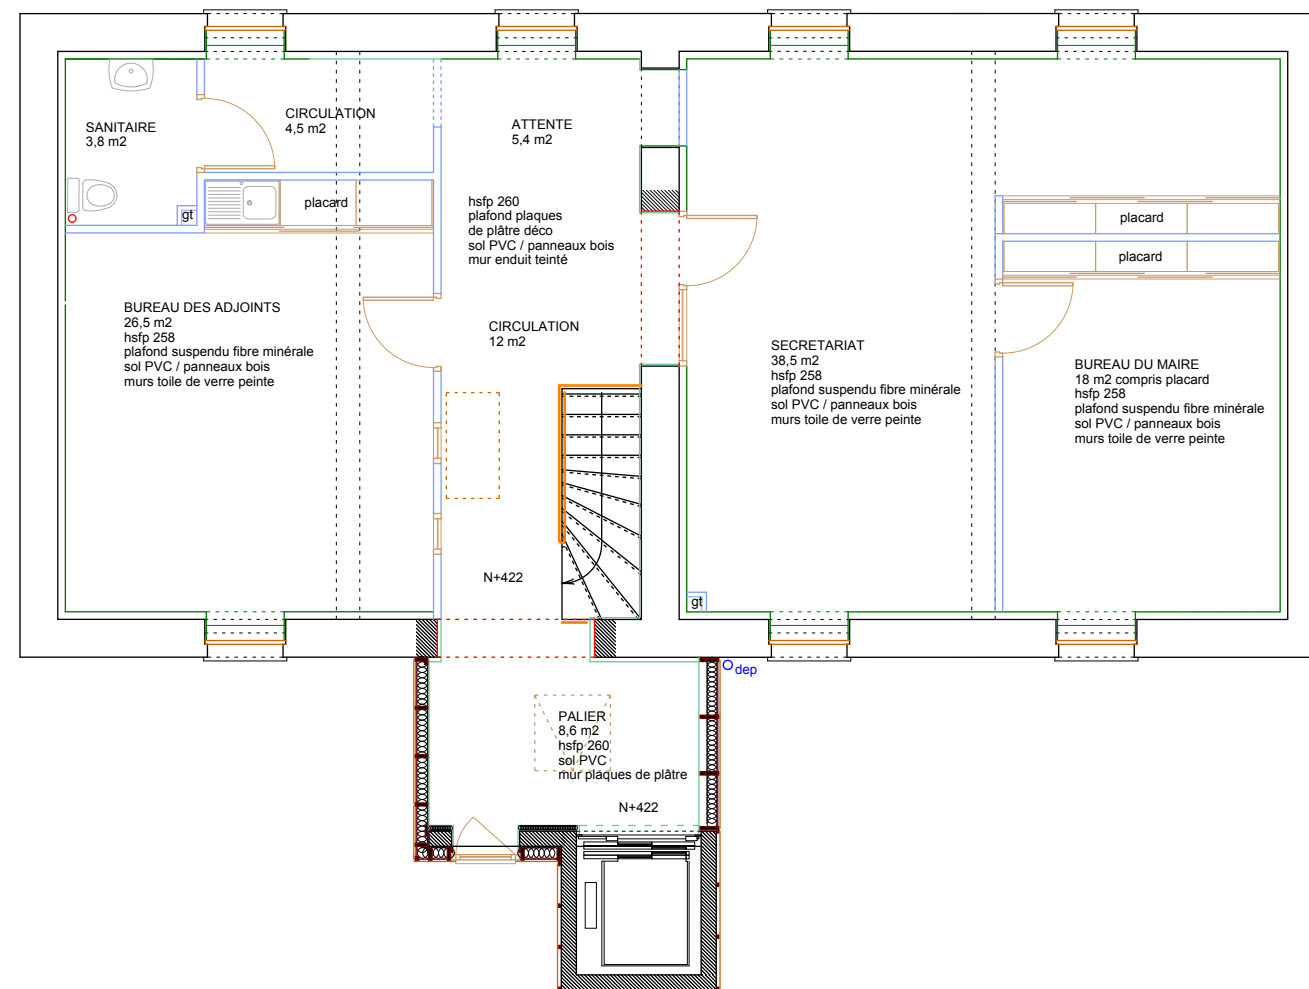 SANITAIRE
3,8 m2
CIRCULATION
4,5 m2
ATTENTE
5,4 m2
gt
placard
hsfp 260
plafond plaques
de plâtre déco
sol PVC / panneaux bois
mur enduit teinté
placard
placard
BUREAU DES ADJOINTS
26,5 m2
hsfp 258
plafond suspendu fibre minérale
sol PVC / panneaux bois
murs toile de verre peinte
CIRCULATION
12 m2
SECRETARIAT
38,5 m2
hsfp 258
plafond suspendu fibre minérale
sol PVC / panneaux bois
murs toile de verre peinte
BUREAU DU MAIRE
18 m2 compris placard
hsfp 258
plafond suspendu fibre minérale
sol PVC / panneaux bois
murs toile de verre peinte
N+422
gt
dep
PALIER
8,6 m2
hsfp 260
sol PVC
mur plaques de plâtre
N+422